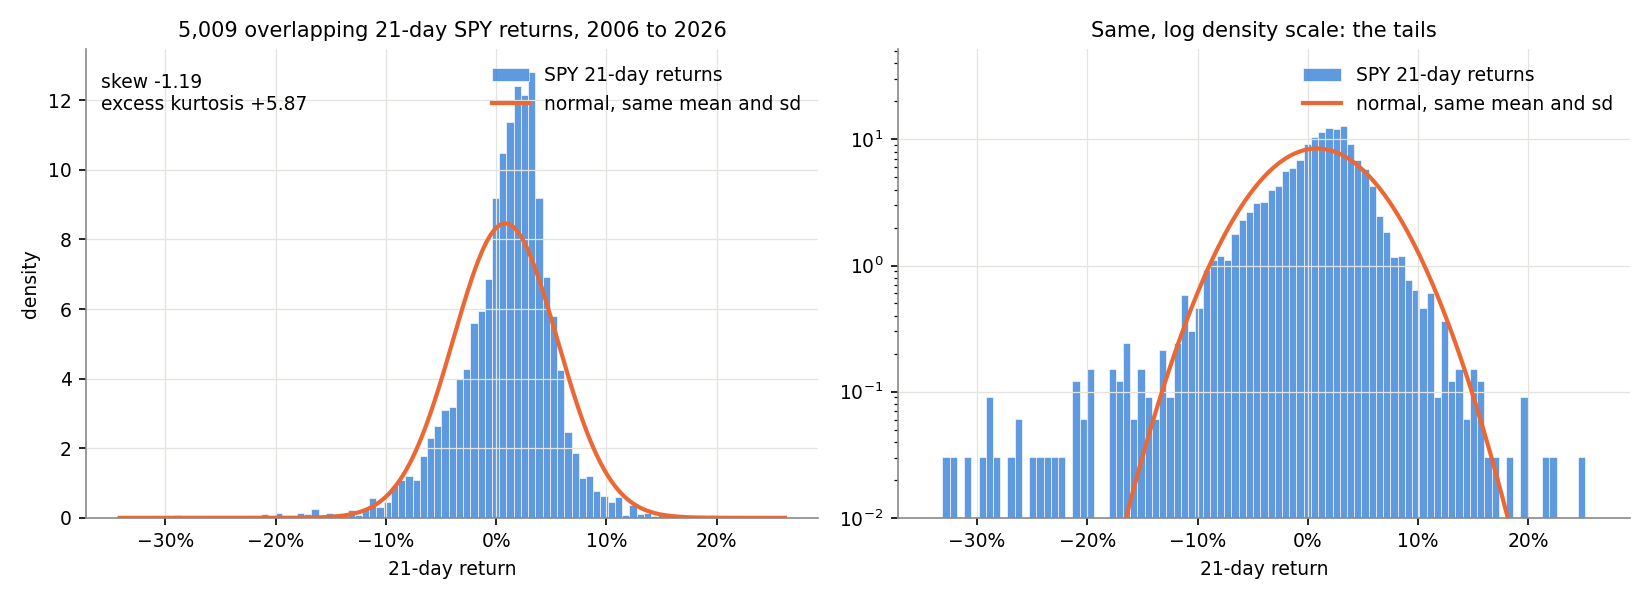 5,009 overlapping 21-day SPY returns, 2006 to 2026
skew -1.19
excess kurtosis +5.87
SPY 21-day returns
normal, same mean and sd
density
12
10
8
6
4
2
0
−30%
−20%
−10%
0%
10%
20%
21-day return
Same, log density scale: the tails
SPY 21-day returns
normal, same mean and sd
10¹
10⁰
10⁻¹
10⁻²
−30%
−20%
−10%
0%
10%
20%
21-day return